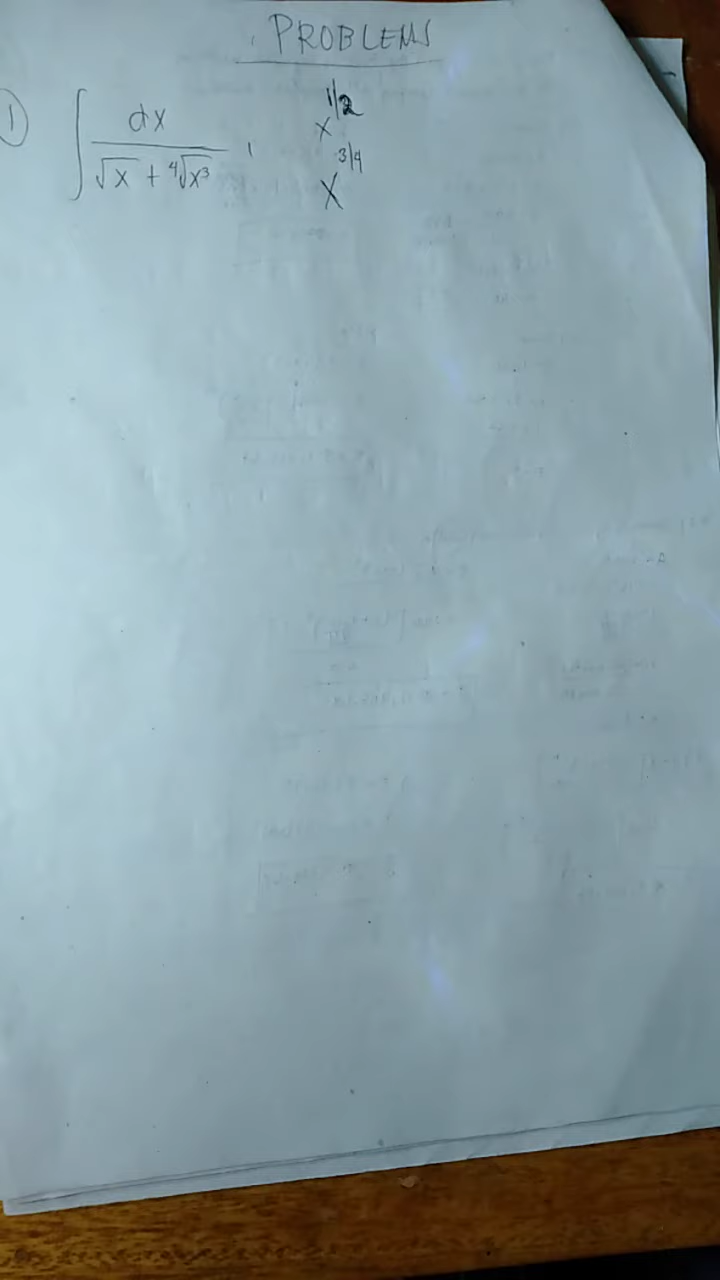 PROBLEMS
① ∫ dx / (√x + ⁴√x³)
x^1/2
x^3/4